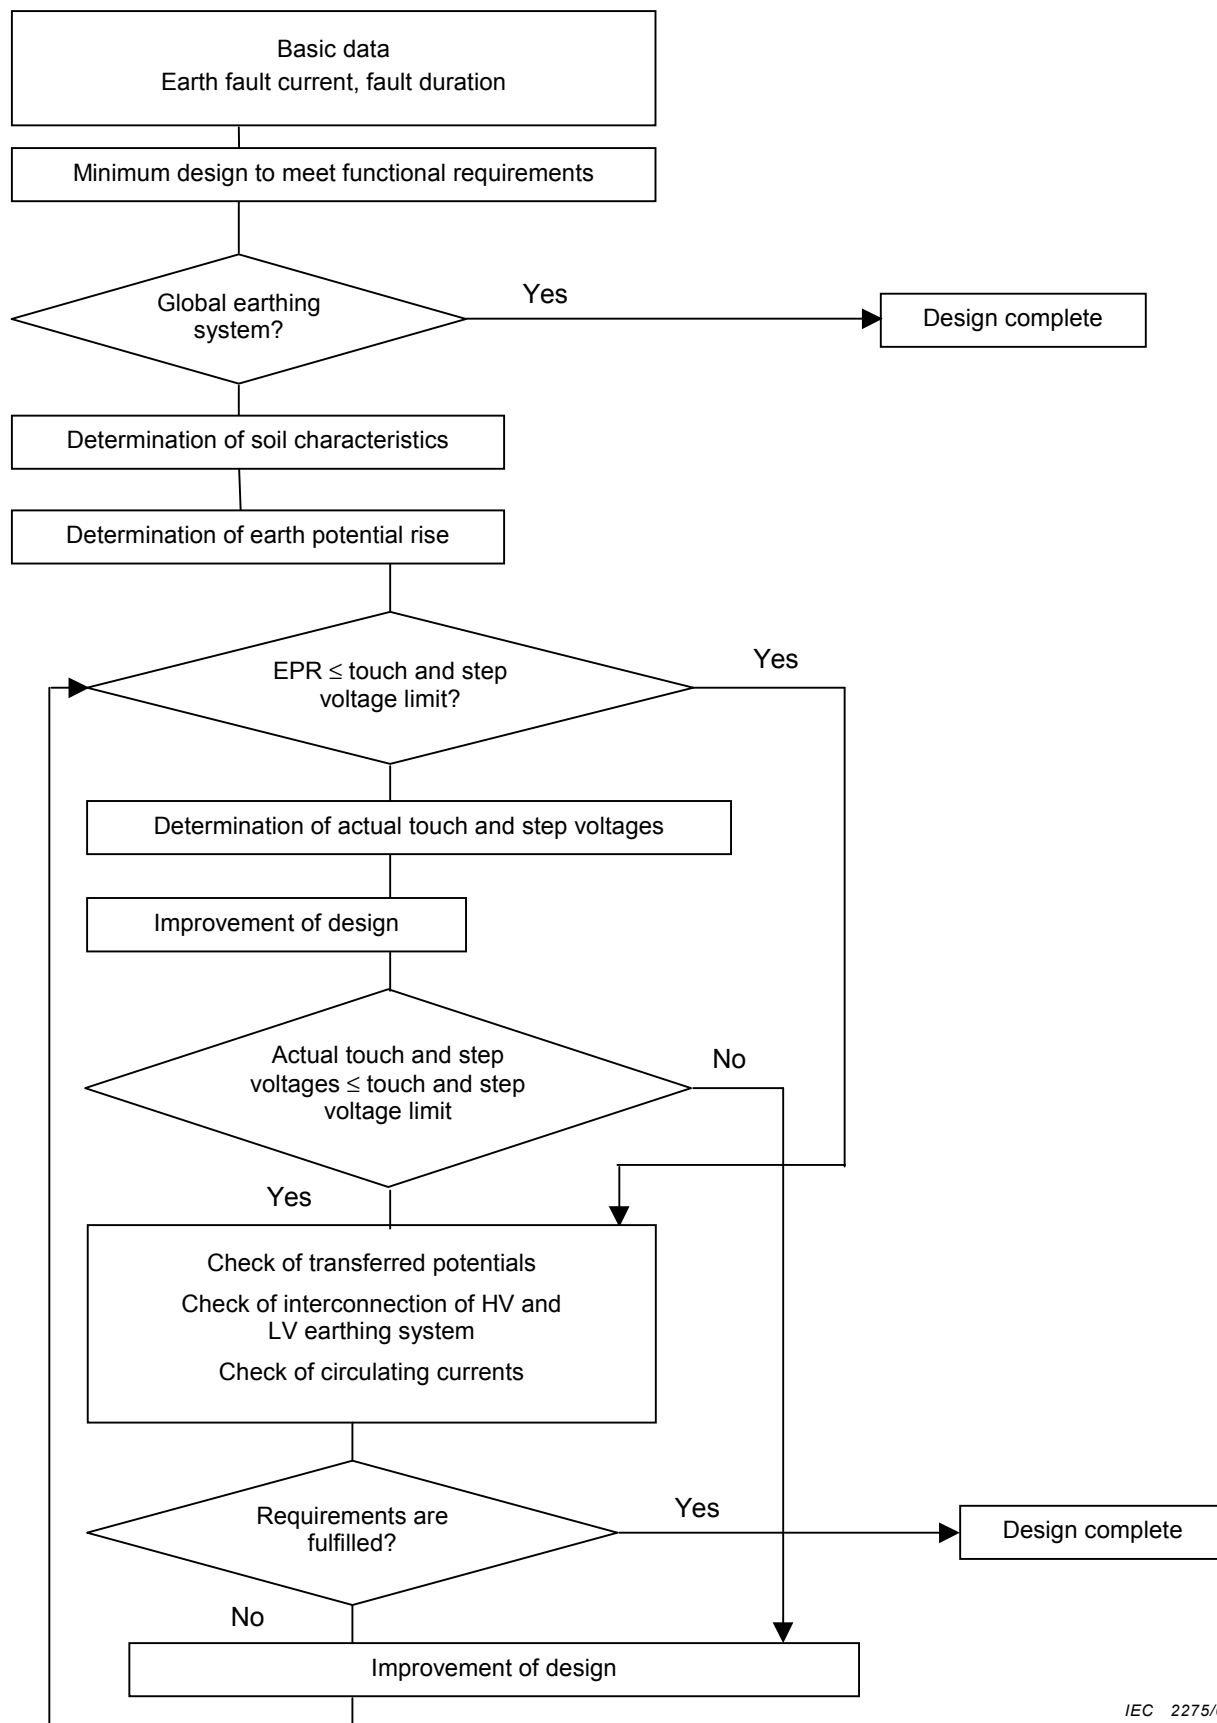 Basic data
Earth fault current, fault duration
Minimum design to meet functional requirements
Global earthing
system?
Yes
Design complete
Determination of soil characteristics
Determination of earth potential rise
EPR ≤ touch and step
voltage limit?
Yes
Determination of actual touch and step voltages
Improvement of design
Actual touch and step
voltages ≤ touch and step
voltage limit
No
Yes
Check of transferred potentials
Check of interconnection of HV and
LV earthing system
Check of circulating currents
Requirements are
fulfilled?
Yes
Design complete
No
Improvement of design
IEC 2275/